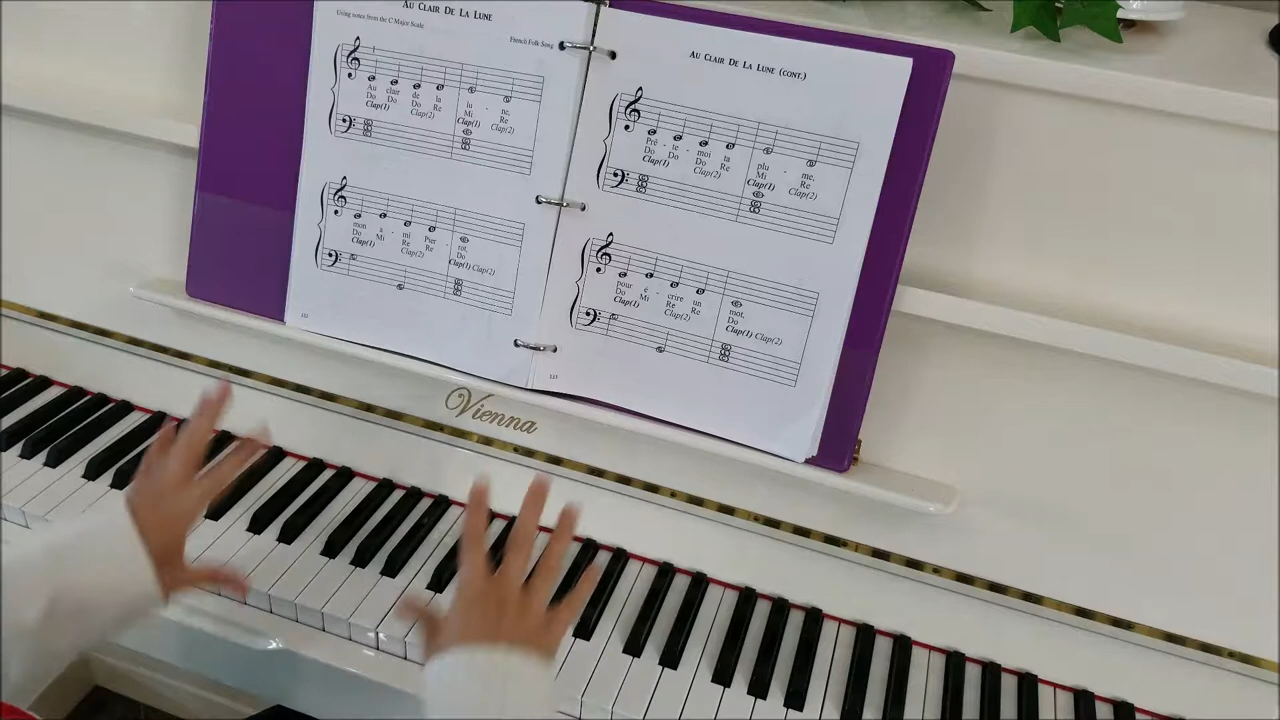 AU CLAIR DE LA LUNE
Using notes from the C Major Scale
French Folk Song
Au clair de la lu - ne,
Do Do Do Re Mi Re
Clap(1) Clap(2) Clap(1) Clap(2)
mon a - mi Pier - rot,
Do Mi Re Re Do
Clap(1) Clap(2) Clap(1) Clap(2)
132
AU CLAIR DE LA LUNE (CONT.)
Prê - te - moi ta plu - me,
Do Do Do Re Mi Re
Clap(1) Clap(2) Clap(1) Clap(2)
pour é - crire un mot,
Do Mi Re Re Do
Clap(1) Clap(2) Clap(1) Clap(2)
133
Vienna